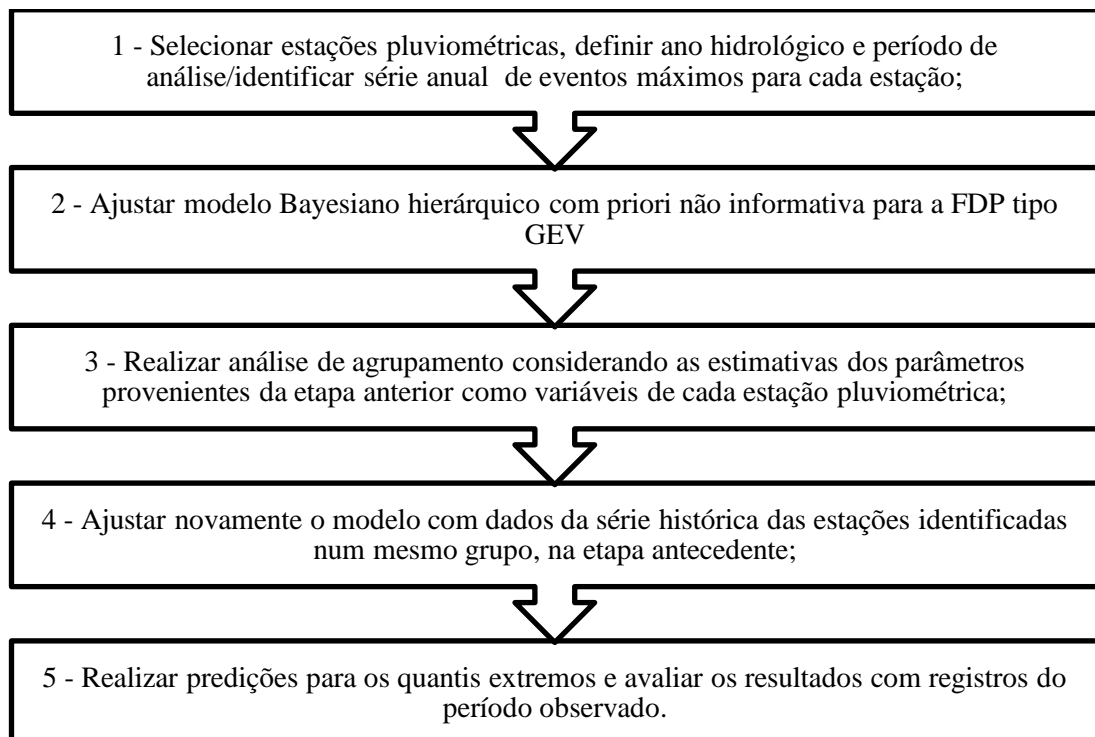 1 - Selecionar estações pluviométricas, definir ano hidrológico e período de
análise/identificar série anual de eventos máximos para cada estação;
2 - Ajustar modelo Bayesiano hierárquico com priori não informativa para a FDP tipo
GEV
3 - Realizar análise de agrupamento considerando as estimativas dos parâmetros
provenientes da etapa anterior como variáveis de cada estação pluviométrica;
4 - Ajustar novamente o modelo com dados da série histórica das estações identificadas
num mesmo grupo, na etapa antecedente;
5 - Realizar predições para os quantis extremos e avaliar os resultados com registros do
período observado.